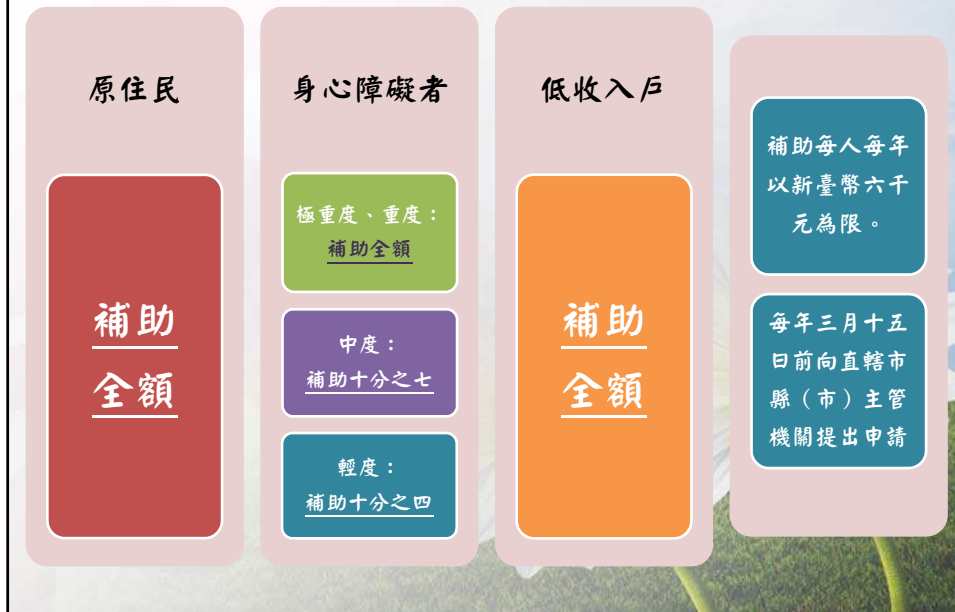 原住民
補助
全額
身心障礙者
極重度、重度：
補助全額
中度：
補助十分之七
輕度：
補助十分之四
低收入戶
補助
全額
補助每人每年
以新臺幣六千
元為限。
每年三月十五
日前向直轄市
縣（市）主管
機關提出申請